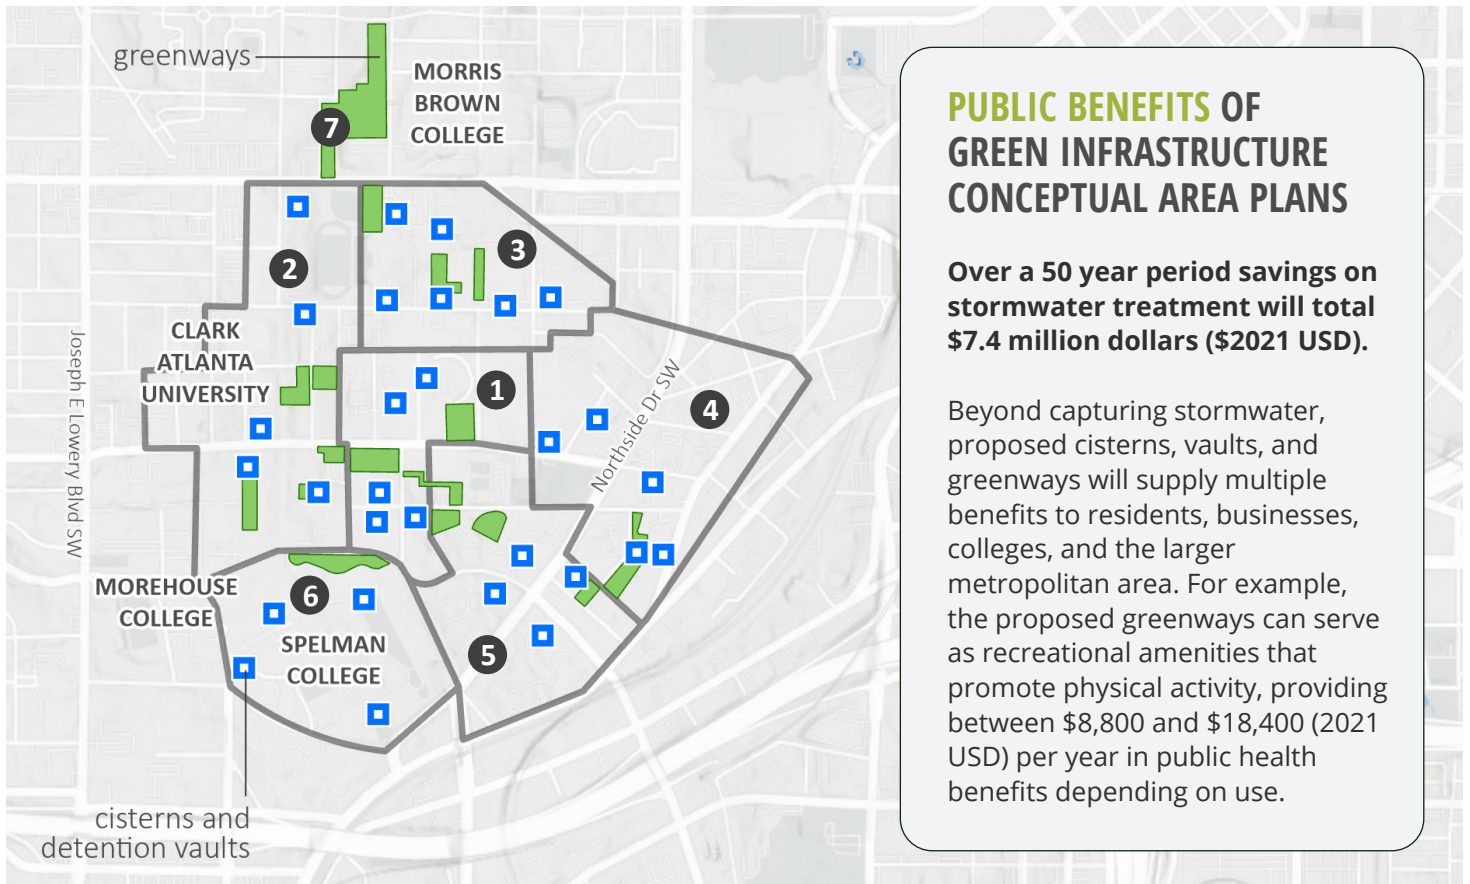 greenways
MORRIS
BROWN
COLLEGE
7
2
3
CLARK
ATLANTA
UNIVERSITY
Joseph E Lowery Blvd SW
1
4
Northside Dr SW
MOREHOUSE
COLLEGE
6
SPELMAN
COLLEGE
5
cisterns and
detention vaults
PUBLIC BENEFITS OF
GREEN INFRASTRUCTURE
CONCEPTUAL AREA PLANS
Over a 50 year period savings on
stormwater treatment will total
$7.4 million dollars ($2021 USD).
Beyond capturing stormwater,
proposed cisterns, vaults, and
greenways will supply multiple
benefits to residents, businesses,
colleges, and the larger
metropolitan area. For example,
the proposed greenways can serve
as recreational amenities that
promote physical activity, providing
between $8,800 and $18,400 (2021
USD) per year in public health
benefits depending on use.